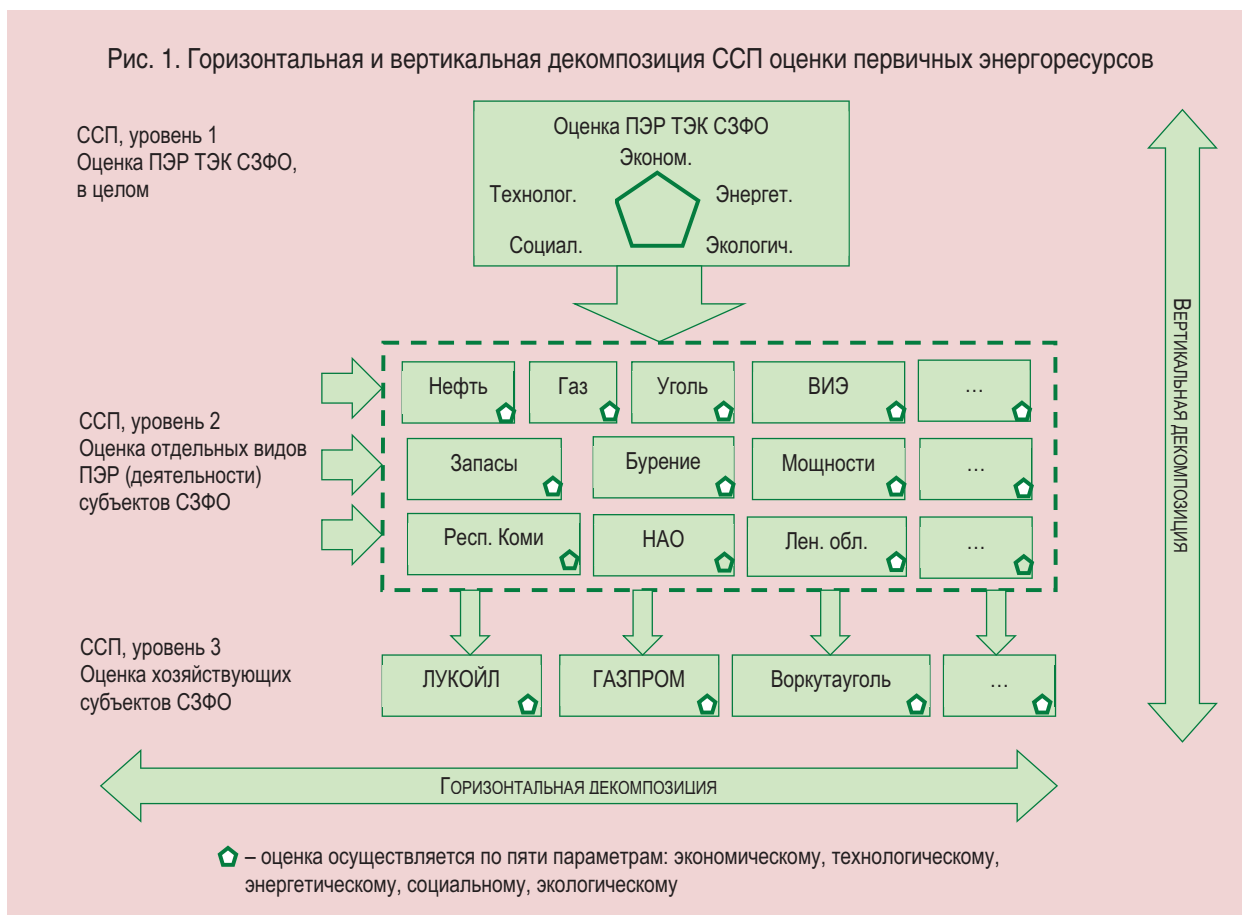 Рис. 1. Горизонтальная и вертикальная декомпозиция ССП оценки первичных энергоресурсов
ССП, уровень 1
Оценка ПЭР ТЭК СЗФО,
в целом
Оценка ПЭР ТЭК СЗФО
Эконом.
Технолог.
Энергет.
Социал.
Экологич.
ВЕРТИКАЛЬНАЯ ДЕКОМПОЗИЦИЯ
ССП, уровень 2
Оценка отдельных видов
ПЭР (деятельности)
субъектов СЗФО
Нефть
Газ
Уголь
ВИЭ
...
Запасы
Бурение
Мощности
...
Респ. Коми
НАО
Лен. обл.
...
ССП, уровень 3
Оценка хозяйствующих
субъектов СЗФО
ЛУКОЙЛ
ГАЗПРОМ
Воркутауголь
...
ГОРИЗОНТАЛЬНАЯ ДЕКОМПОЗИЦИЯ
– оценка осуществляется по пяти параметрам: экономическому, технологическому,
энергетическому, социальному, экологическому